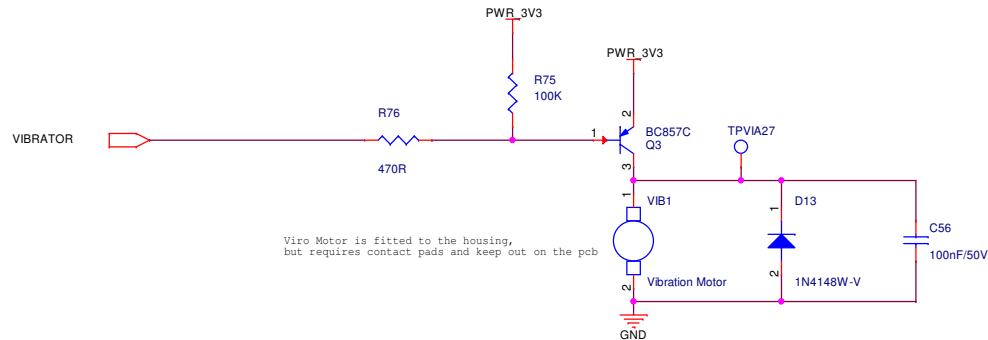 PWR_3V3
PWR_3V3
R75
100K
R76
VIBRATOR
470R
1
2
BC857C
Q3
3
TPVIA27
1
VIB1
1
D13
C56
100nF/50V
Viro Motor is fitted to the housing,
but requires contact pads and keep out on the pcb
2
Vibration Motor
2
1N4148W-V
GND